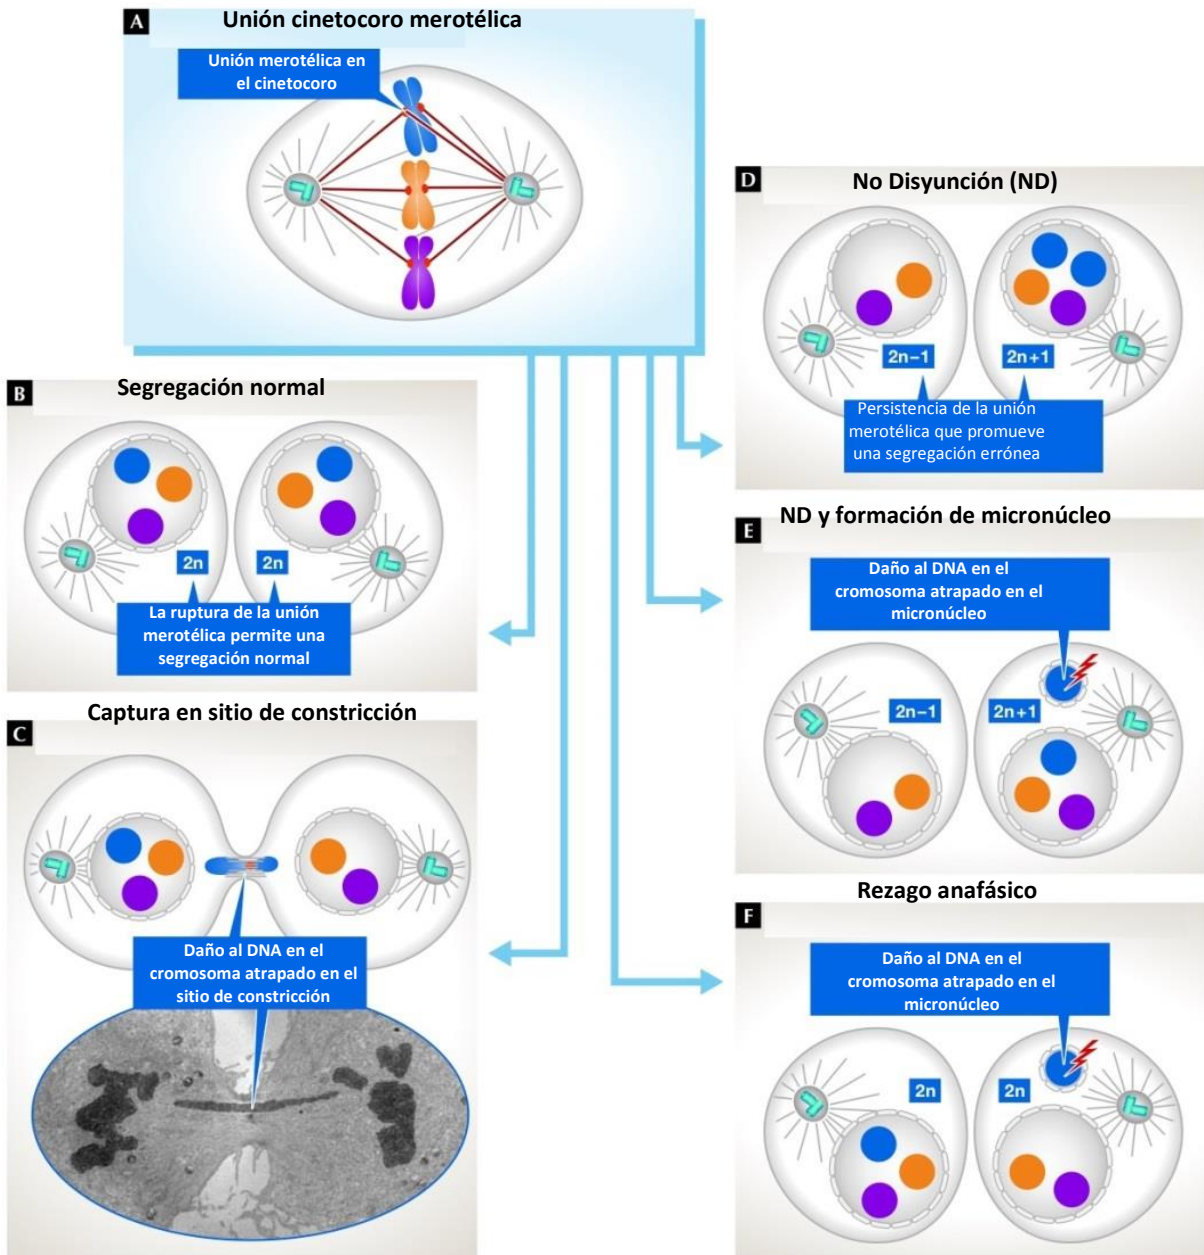 A
Unión cinetocoro merotélica
Unión merotélica en
el cinetocoro
B
Segregación normal
2n
2n
La ruptura de la unión
merotélica permite una
segregación normal
C
Captura en sitio de constricción
Daño al DNA en el
cromosoma atrapado en el
sitio de constricción
D
No Disyunción (ND)
2n−1
2n+1
Persistencia de la unión
merotélica que promueve
una segregación errónea
E
ND y formación de micronúcleo
Daño al DNA en el
cromosoma atrapado en el
micronúcleo
2n−1
2n+1
F
Rezago anafásico
Daño al DNA en el
cromosoma atrapado en el
micronúcleo
2n
2n